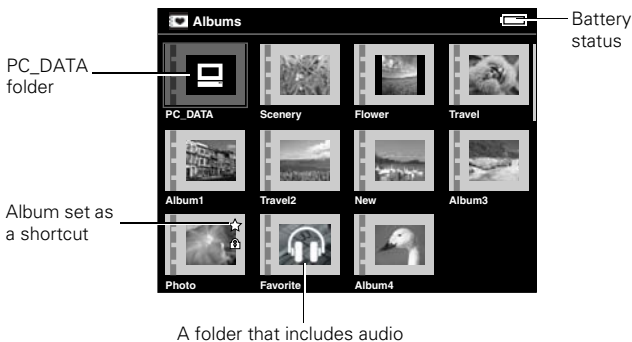 Albums
Battery
status
PC_DATA
folder
PC_DATA
Scenery
Flower
Travel
Album1
Travel2
New
Album3
Album set as
a shortcut
Photo
Favorite
Album4
A folder that includes audio